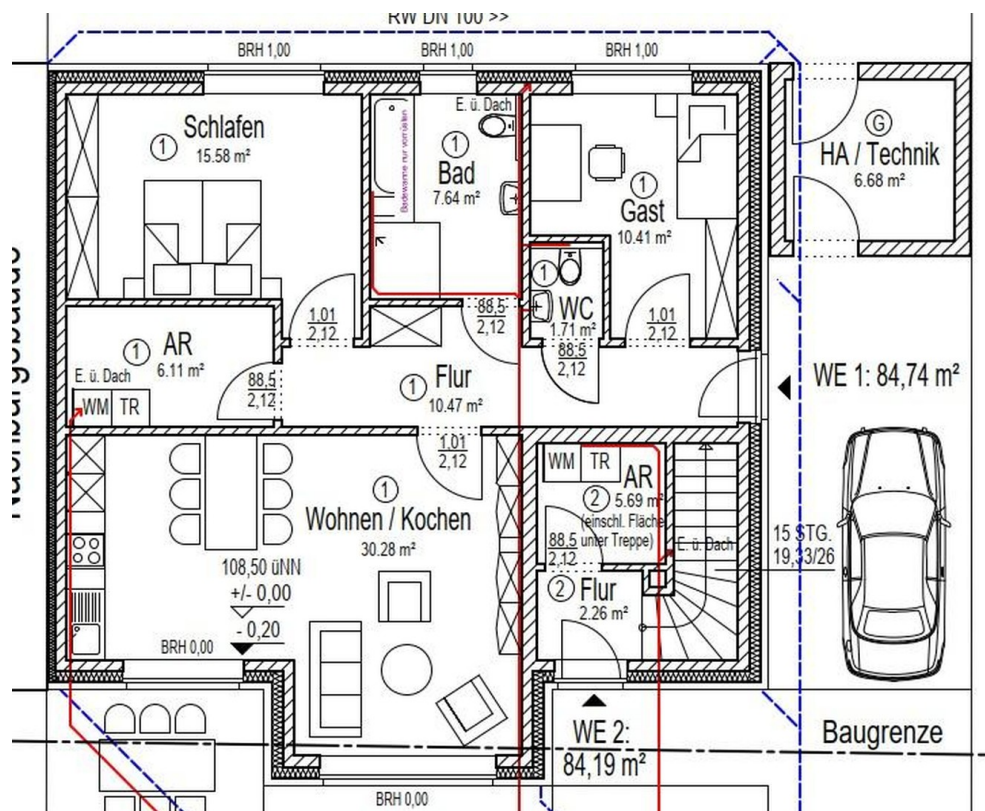 RW DN 100 >>
BRH 1,00
BRH 1,00
BRH 1,00
Schlafen
1
15.58 m²
Badewanne nur vorrüsten
E. ü. Dach
1
Bad
7.64 m²
1
Gast
10.41 m²
G
HA / Technik
6.68 m²
1
WC
1.71 m²
1,01
2,12
88,5
2,12
88,5
2,12
1,01
2,12
1
AR
6.11 m²
E. ü. Dach
WM
TR
88,5
2,12
1
Flur
10.47 m²
WE 1: 84,74 m²
1,01
2,12
1
Wohnen / Kochen
30.28 m²
WM
TR
AR
2
5.69 m²
(einschl. Fläche
unter Treppe)
88,5
2,12
E. ü. Dach
15 STG.
19,33/26
2
Flur
2.26 m²
108,50 üNN
+/- 0,00
- 0,20
BRH 0,00
WE 2:
84,19 m²
Baugrenze
BRH 0,00